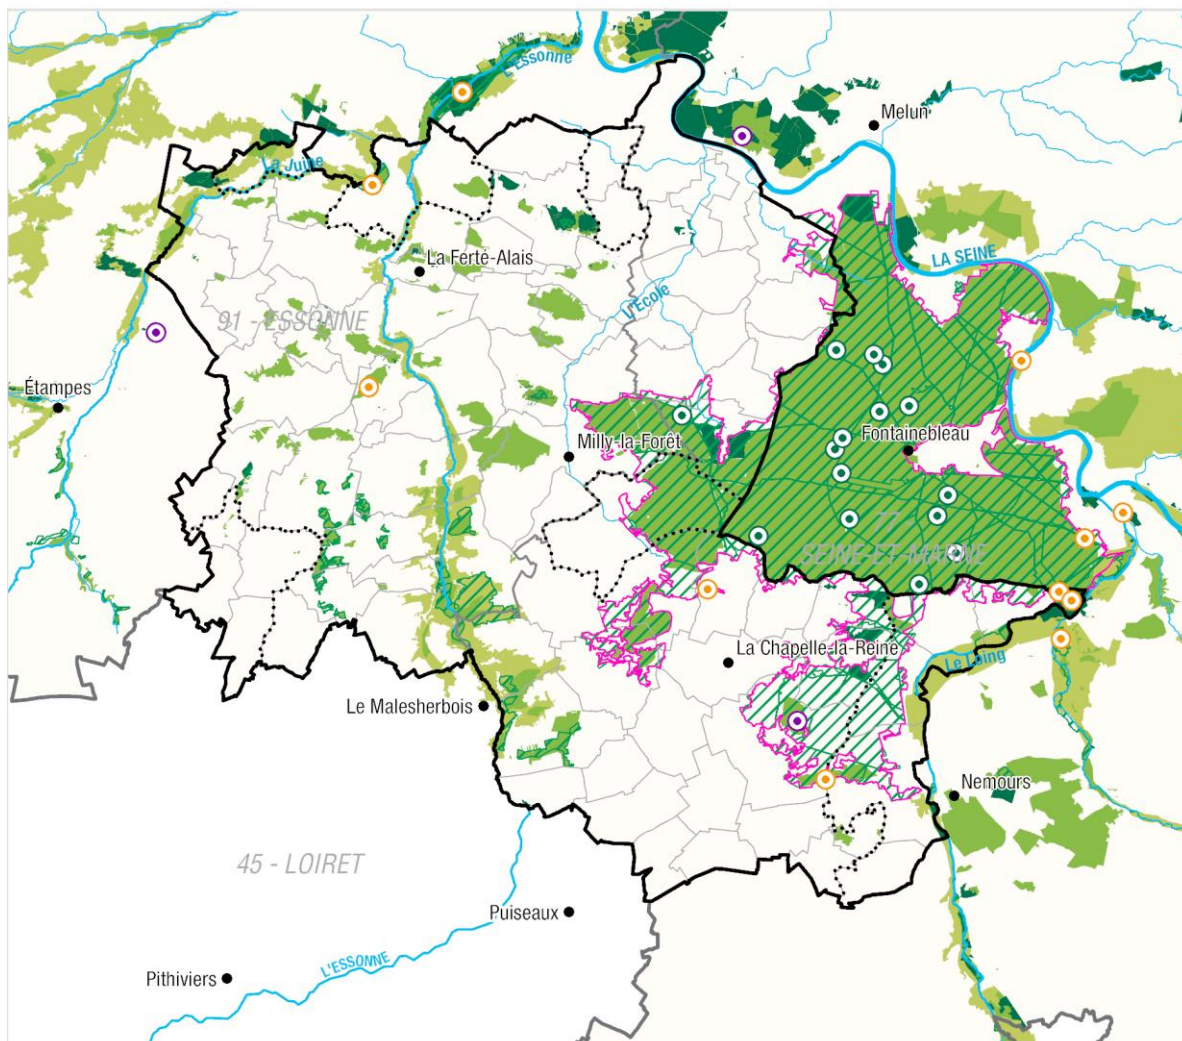 L'Essonne
Melun
La Juine
La Ferté-Alais
LA SEINE
L'Ecole
91 - ESSONNE
Étampes
Milly-la-Forêt
Fontainebleau
77
SEINE-ET-MARNE
La Chapelle-la-Reine
Le Loing
Le Malesherbois
Nemours
45 - LOIRET
Puiseaux
L'ESSONNE
Pithiviers